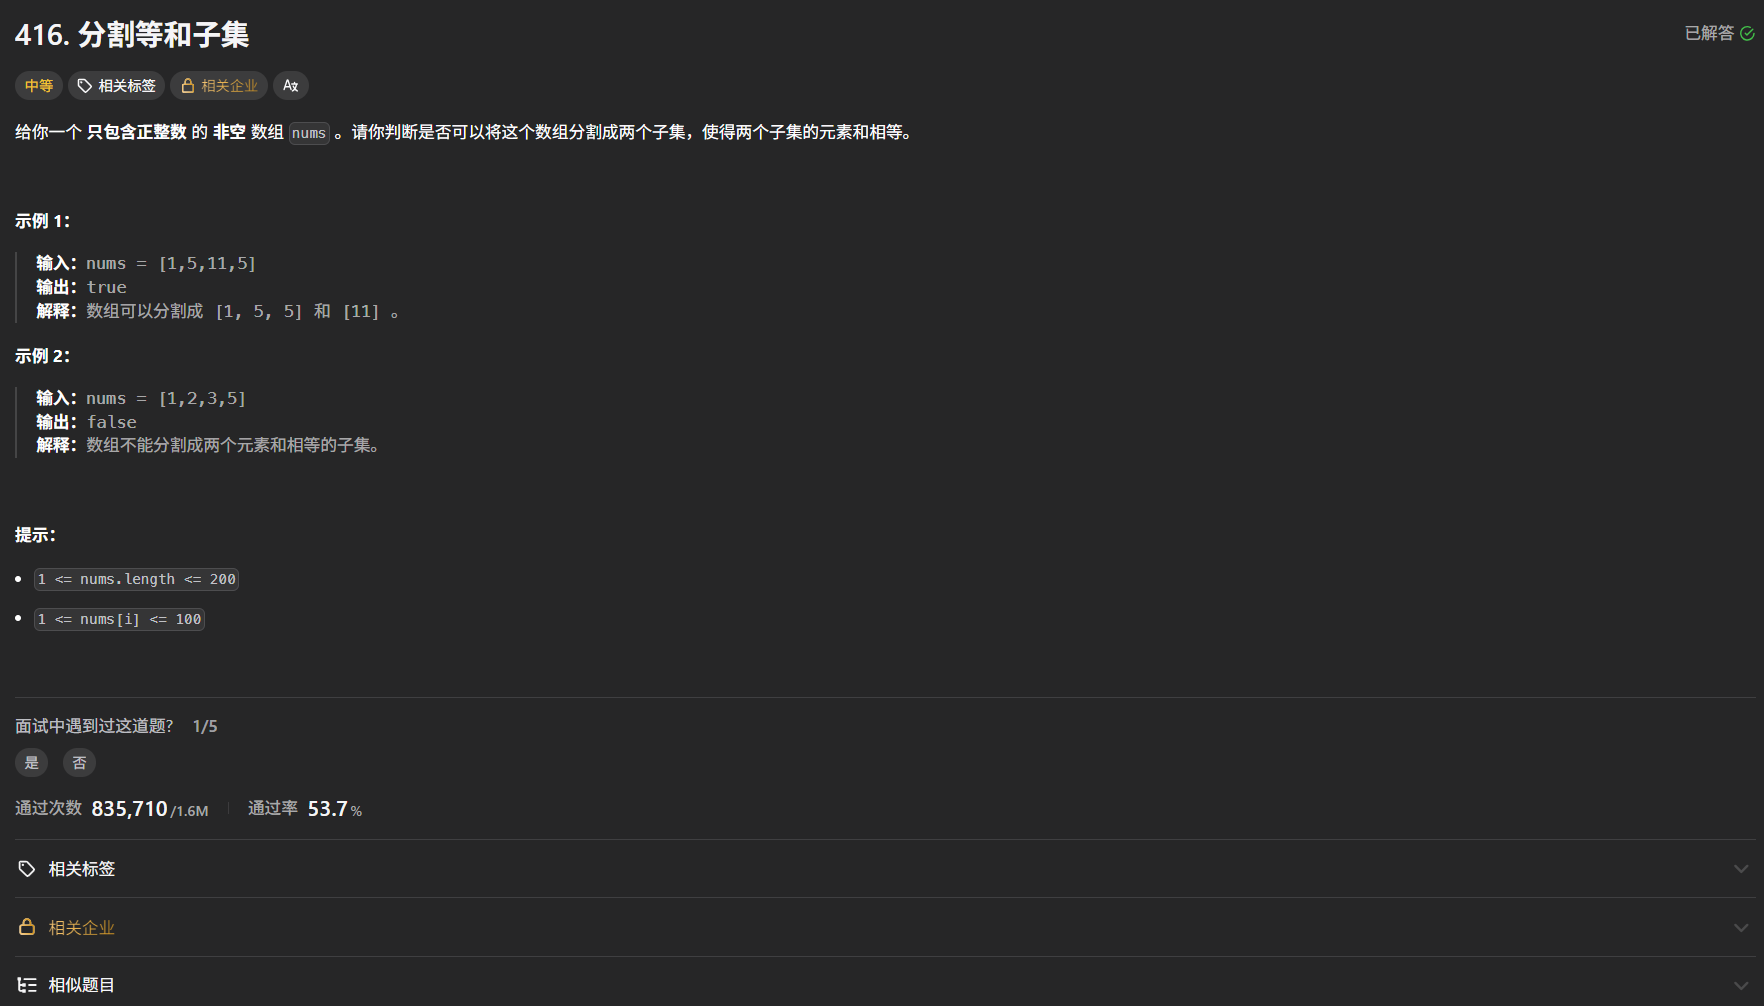 416. 分割等和子集
已解答
中等 相关标签 相关企业 A文
给你一个 只包含正整数 的 非空 数组 nums 。请你判断是否可以将这个数组分割成两个子集，使得两个子集的元素和相等。
示例 1：
输入：nums = [1,5,11,5]
输出：true
解释：数组可以分割成 [1, 5, 5] 和 [11] 。
示例 2：
输入：nums = [1,2,3,5]
输出：false
解释：数组不能分割成两个元素和相等的子集。
提示：
1 <= nums.length <= 200
1 <= nums[i] <= 100
面试中遇到过这道题? 1/5
是 否
通过次数 835,710/1.6M 通过率 53.7%
相关标签
相关企业
相似题目